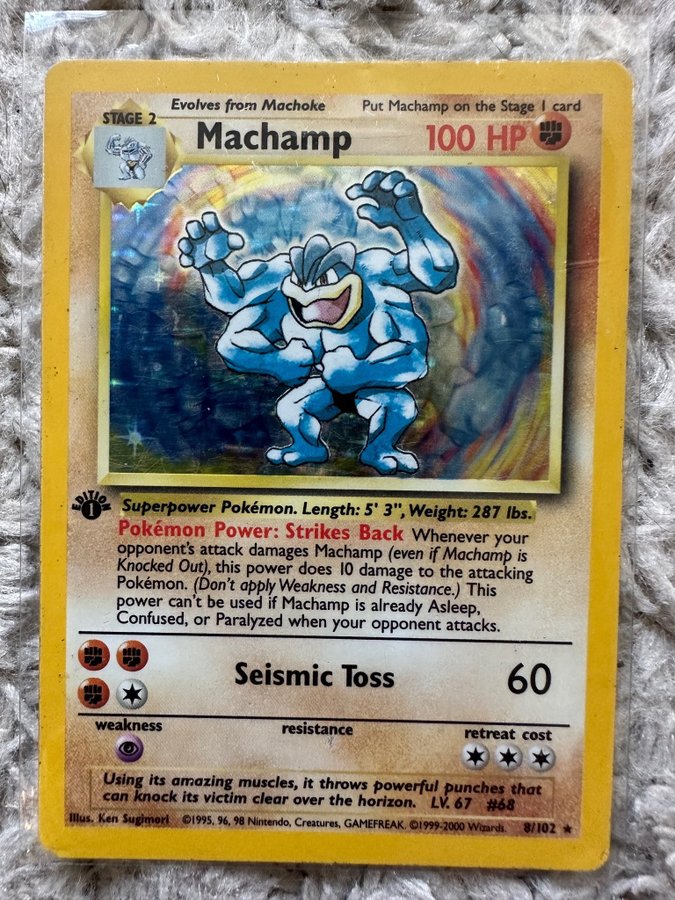 Evolves from Machoke Put Machamp on the Stage 1 card
STAGE 2
Machamp 100 HP
EDITION
1
Superpower Pokémon. Length: 5' 3", Weight: 287 lbs.
Pokémon Power: Strikes Back Whenever your
opponent's attack damages Machamp (even if Machamp is
Knocked Out), this power does 10 damage to the attacking
Pokémon. (Don't apply Weakness and Resistance.) This
power can't be used if Machamp is already Asleep,
Confused, or Paralyzed when your opponent attacks.
Seismic Toss 60
weakness resistance retreat cost
Using its amazing muscles, it throws powerful punches that
can knock its victim clear over the horizon. LV. 67 #68
Illus. Ken Sugimori ©1995, 96, 98 Nintendo, Creatures, GAMEFREAK. ©1999-2000 Wizards. 8/102 ★